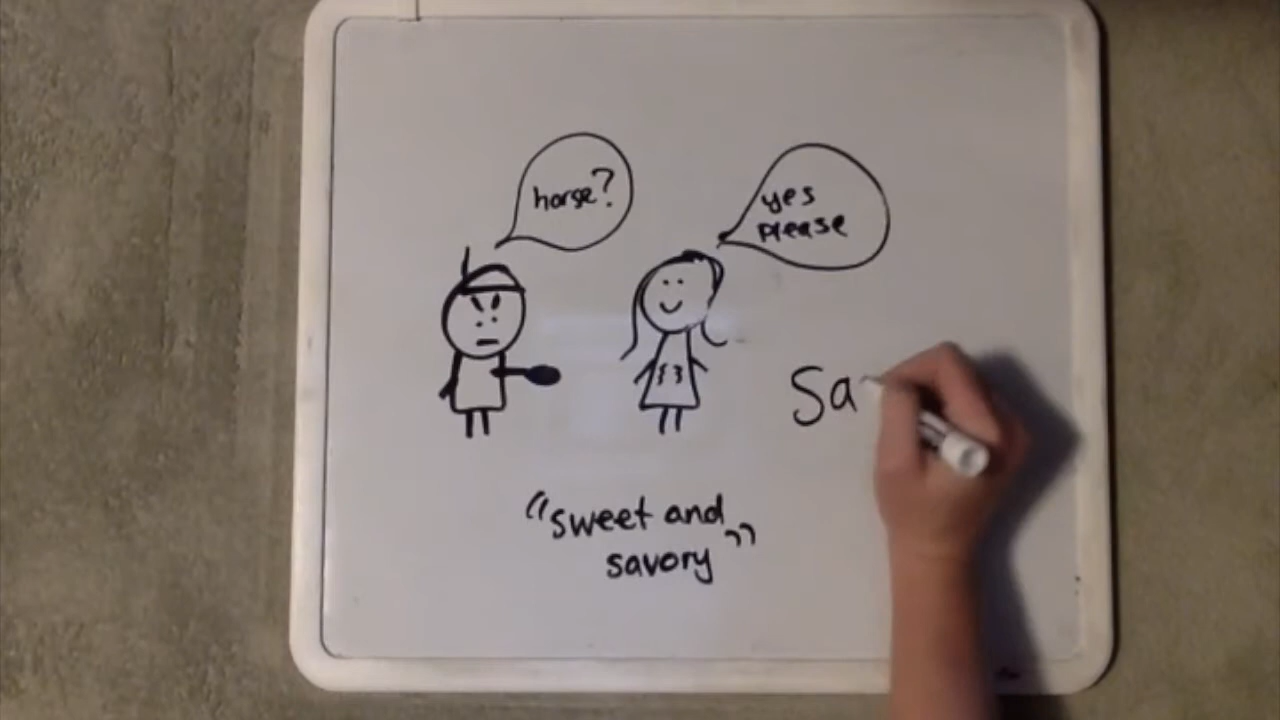 horse?
yes
please
Sa
"sweet and
savory"